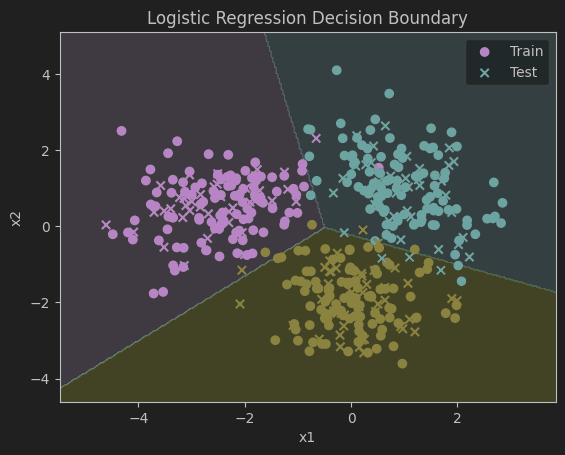 Logistic Regression Decision Boundary
Train
Test
4
2
0
−2
−4
x2
−4
−2
0
2
x1